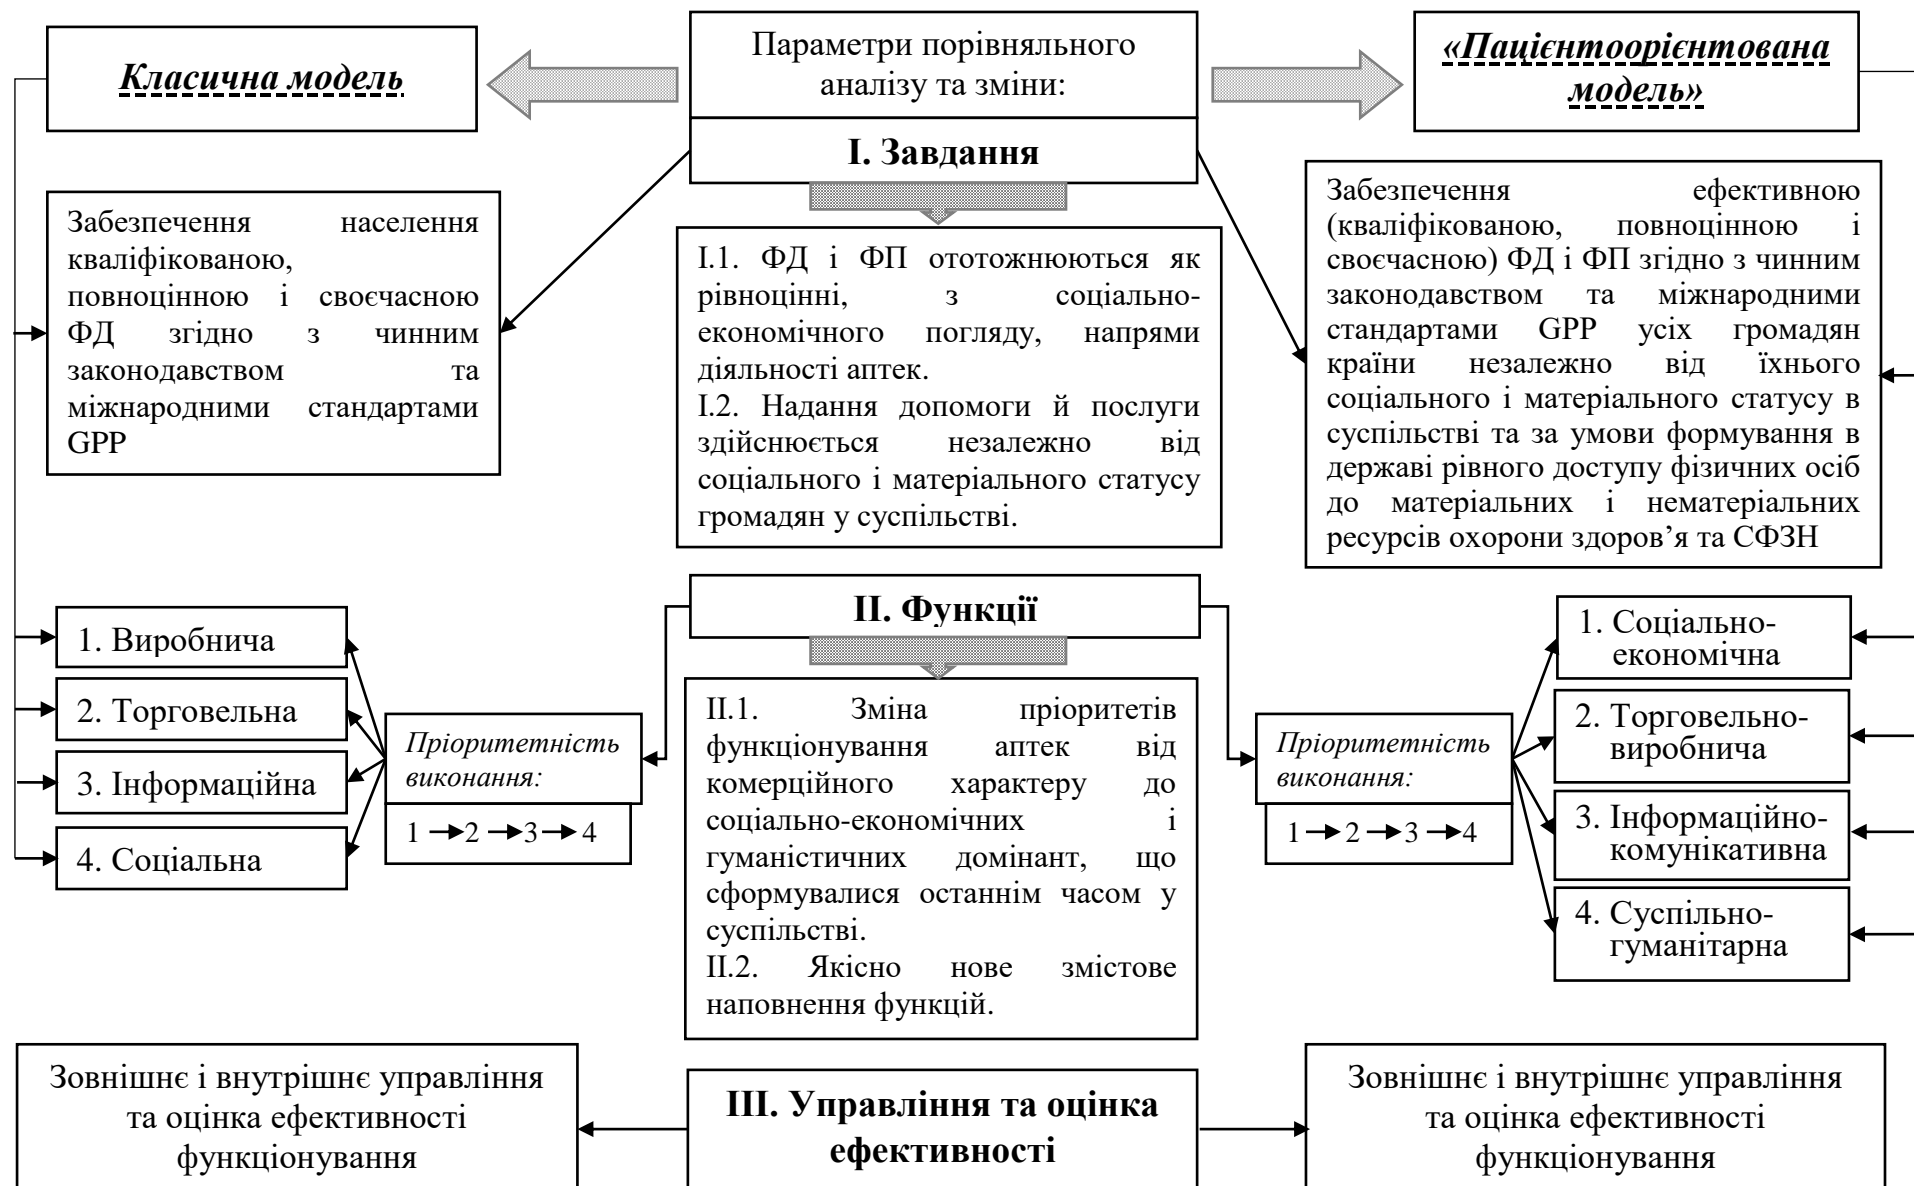 Класична модель
Параметри порівняльного
аналізу та зміни:
«Пацієнтоорієнтована
модель»
І. Завдання
Забезпечення населення
кваліфікованою,
повноцінною і своєчасною
ФД згідно з чинним
законодавством та
міжнародними стандартами
GPP
І.1. ФД і ФП ототожнюються як
рівноцінні, з соціально-
економічного погляду, напрями
діяльності аптек.
І.2. Надання допомоги й послуги
здійснюється незалежно від
соціального і матеріального статусу
громадян у суспільстві.
Забезпечення ефективною
(кваліфікованою, повноцінною і
своєчасною) ФД і ФП згідно з чинним
законодавством та міжнародними
стандартами GPP усіх громадян
країни незалежно від їхнього
соціального і матеріального статусу в
суспільстві та за умови формування в
державі рівного доступу фізичних осіб
до матеріальних і нематеріальних
ресурсів охорони здоров’я та СФЗН
ІІ. Функції
1. Виробнича
2. Торговельна
3. Інформаційна
4. Соціальна
Пріоритетність
виконання:
1 2 3 4
ІІ.1. Зміна пріоритетів
функціонування аптек від
комерційного характеру до
соціально-економічних і
гуманістичних домінант, що
сформувалися останнім часом у
суспільстві.
ІІ.2. Якісно нове змістове
наповнення функцій.
Пріоритетність
виконання:
1 2 3 4
1. Соціально-
економічна
2. Торговельно-
виробнича
3. Інформаційно-
комунікативна
4. Суспільно-
гуманітарна
Зовнішнє і внутрішнє управління
та оцінка ефективності
функціонування
ІІІ. Управління та оцінка
ефективності
Зовнішнє і внутрішнє управління
та оцінка ефективності
функціонування